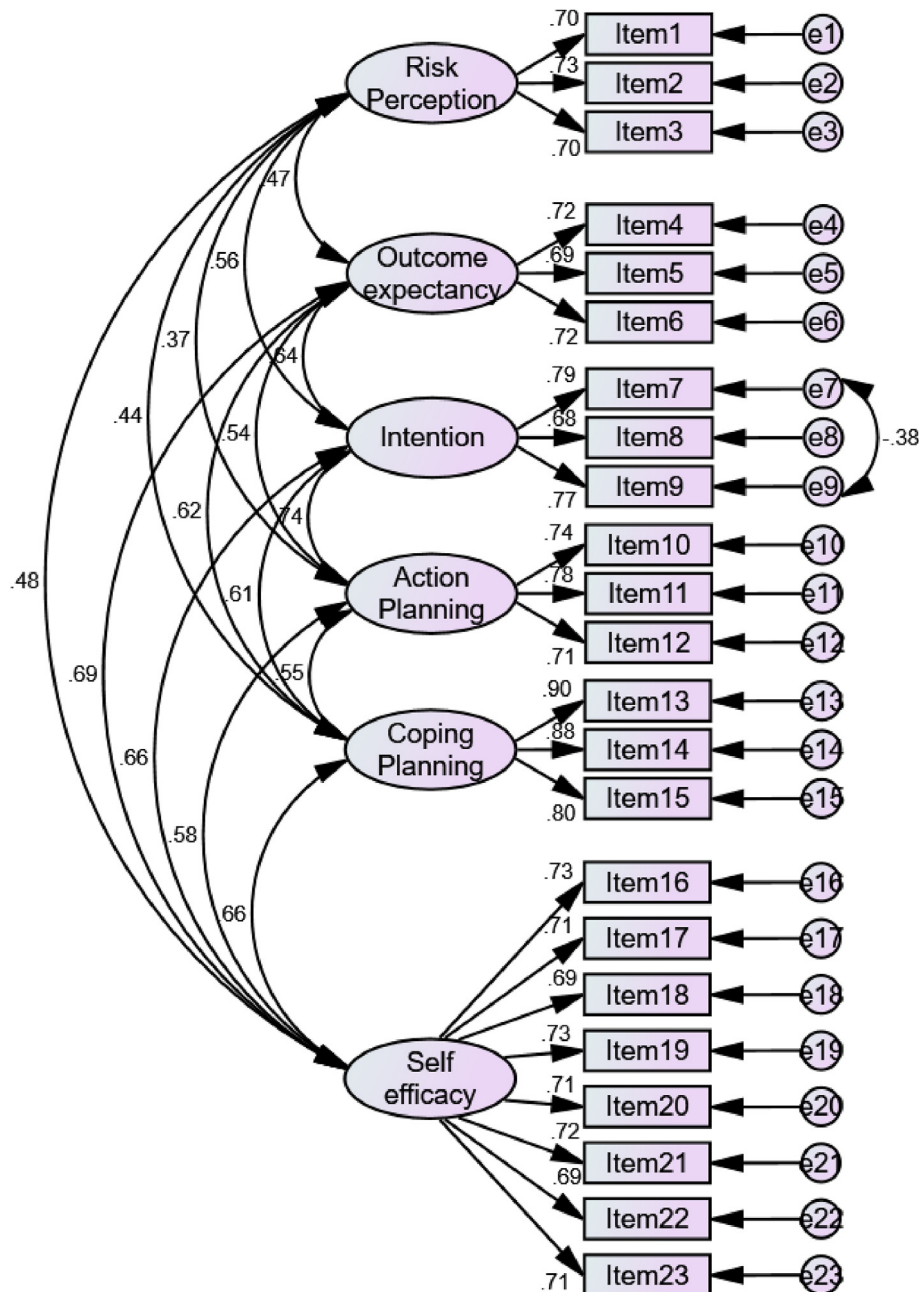 .70
Item1
e1
Risk
Perception
.73
Item2
e2
Item3
e3
.70
.47
.72
Item4
e4
Outcome
expectancy
.69
Item5
e5
.56
Item6
e6
.72
.37
.64
.79
Item7
e7
.44
.54
Intention
.68
Item8
e8
-.38
Item9
e9
.77
.62
.74
.74
Item10
e10
.48
.61
Action
Planning
.78
Item11
e11
Item12
e12
.71
.69
.55
.90
Item13
e13
Coping
Planning
.88
Item14
e14
.66
Item15
e15
.80
.58
.73
Item16
e16
.66
.71
Item17
e17
.69
Item18
e18
.73
Item19
e19
Self
efficacy
.71
Item20
e20
.72
Item21
e21
.69
Item22
e22
.71
Item23
e23